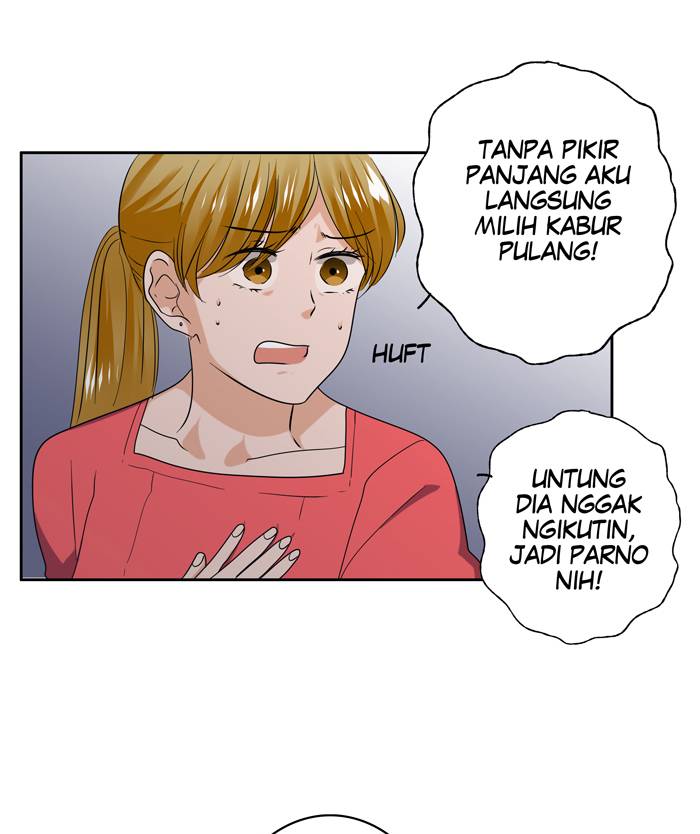 TANPA PIKIR
PANJANG AKU
LANGSUNG
MILIH KABUR
PULANG!
HUFT
UNTUNG
DIA NGGAK
NGIKUTIN,
JADI PARNO
NIH!